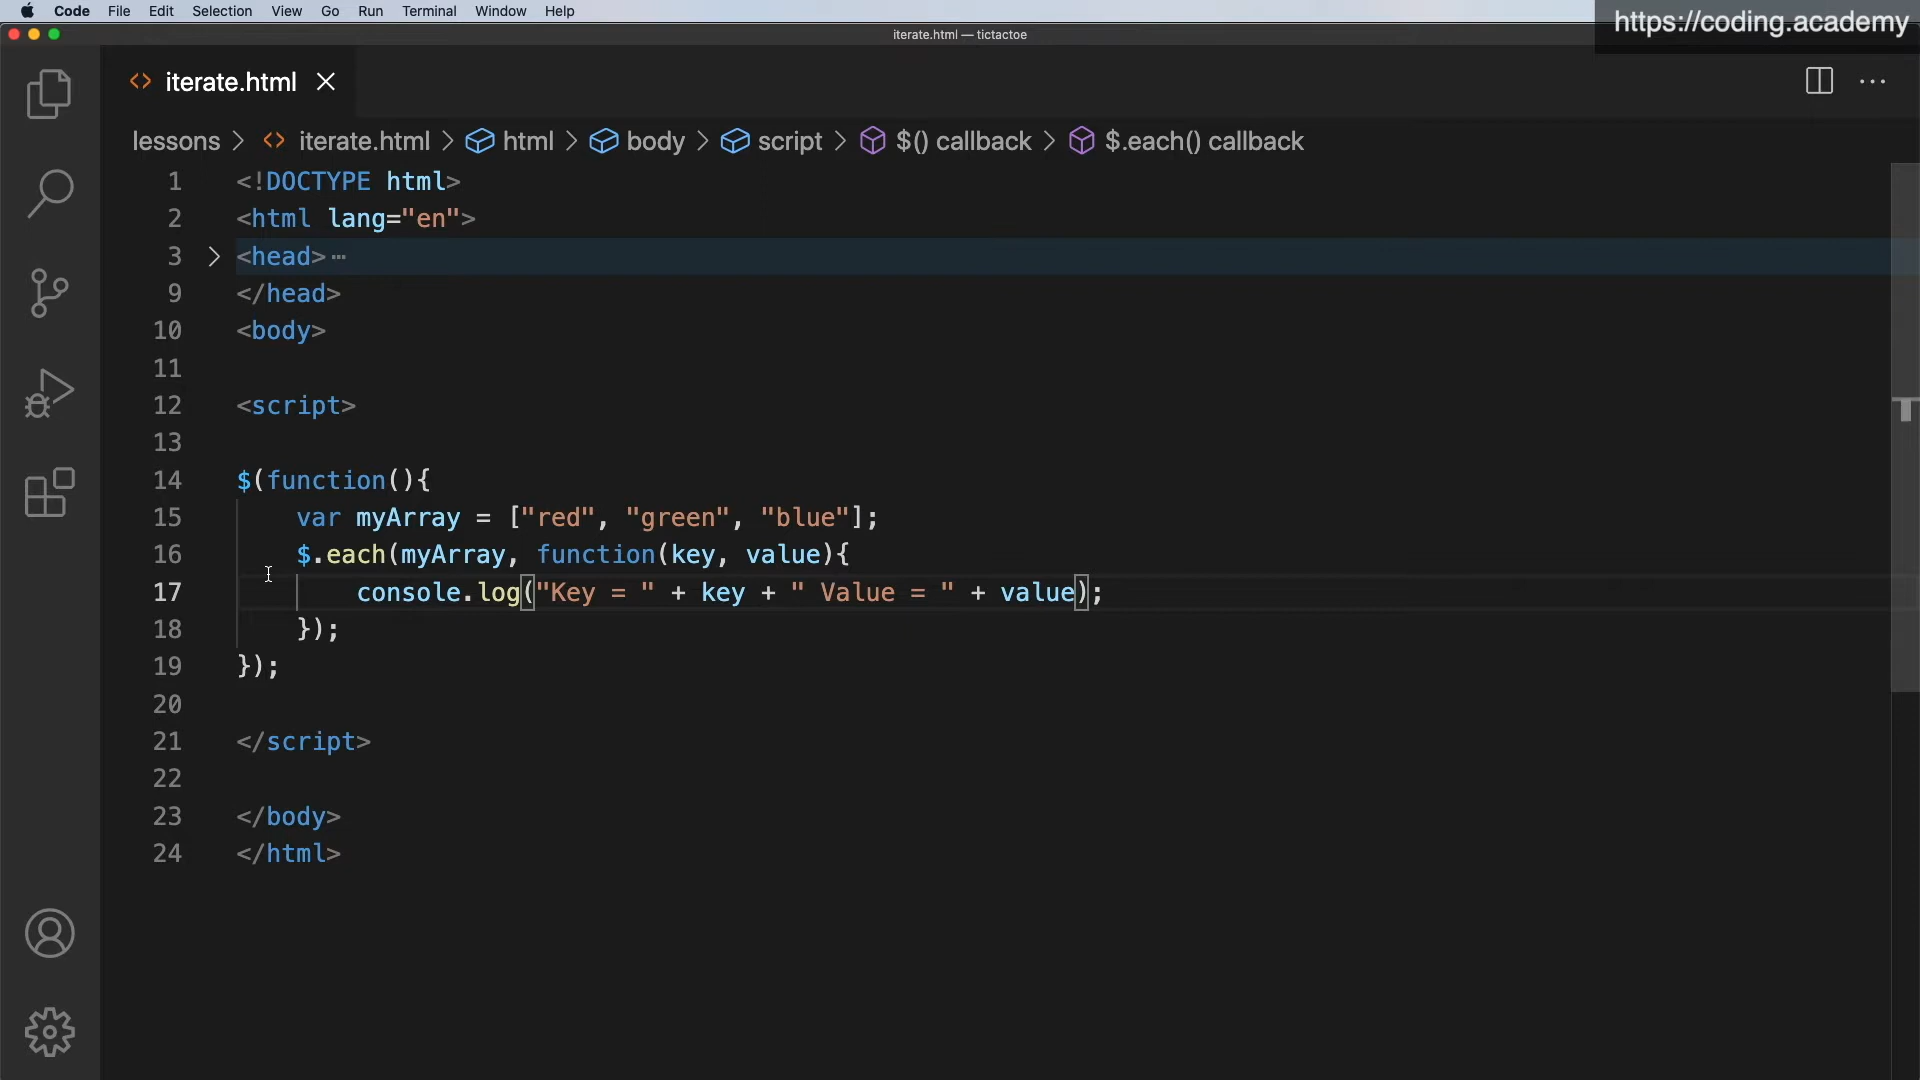 Code File Edit Selection View Go Run Terminal Window Help
https://coding.academy
iterate.html — tictactoe
iterate.html
lessons > iterate.html > html > body > script > $() callback > $.each() callback
1 <!DOCTYPE html>
2 <html lang="en">
3 <head>
9 </head>
10 <body>
11
12 <script>
13
14 $(function(){
15 var myArray = ["red", "green", "blue"];
16 $.each(myArray, function(key, value){
17 console.log("Key = " + key + " Value = " + value);
18 });
19 });
20
21 </script>
22
23 </body>
24 </html>